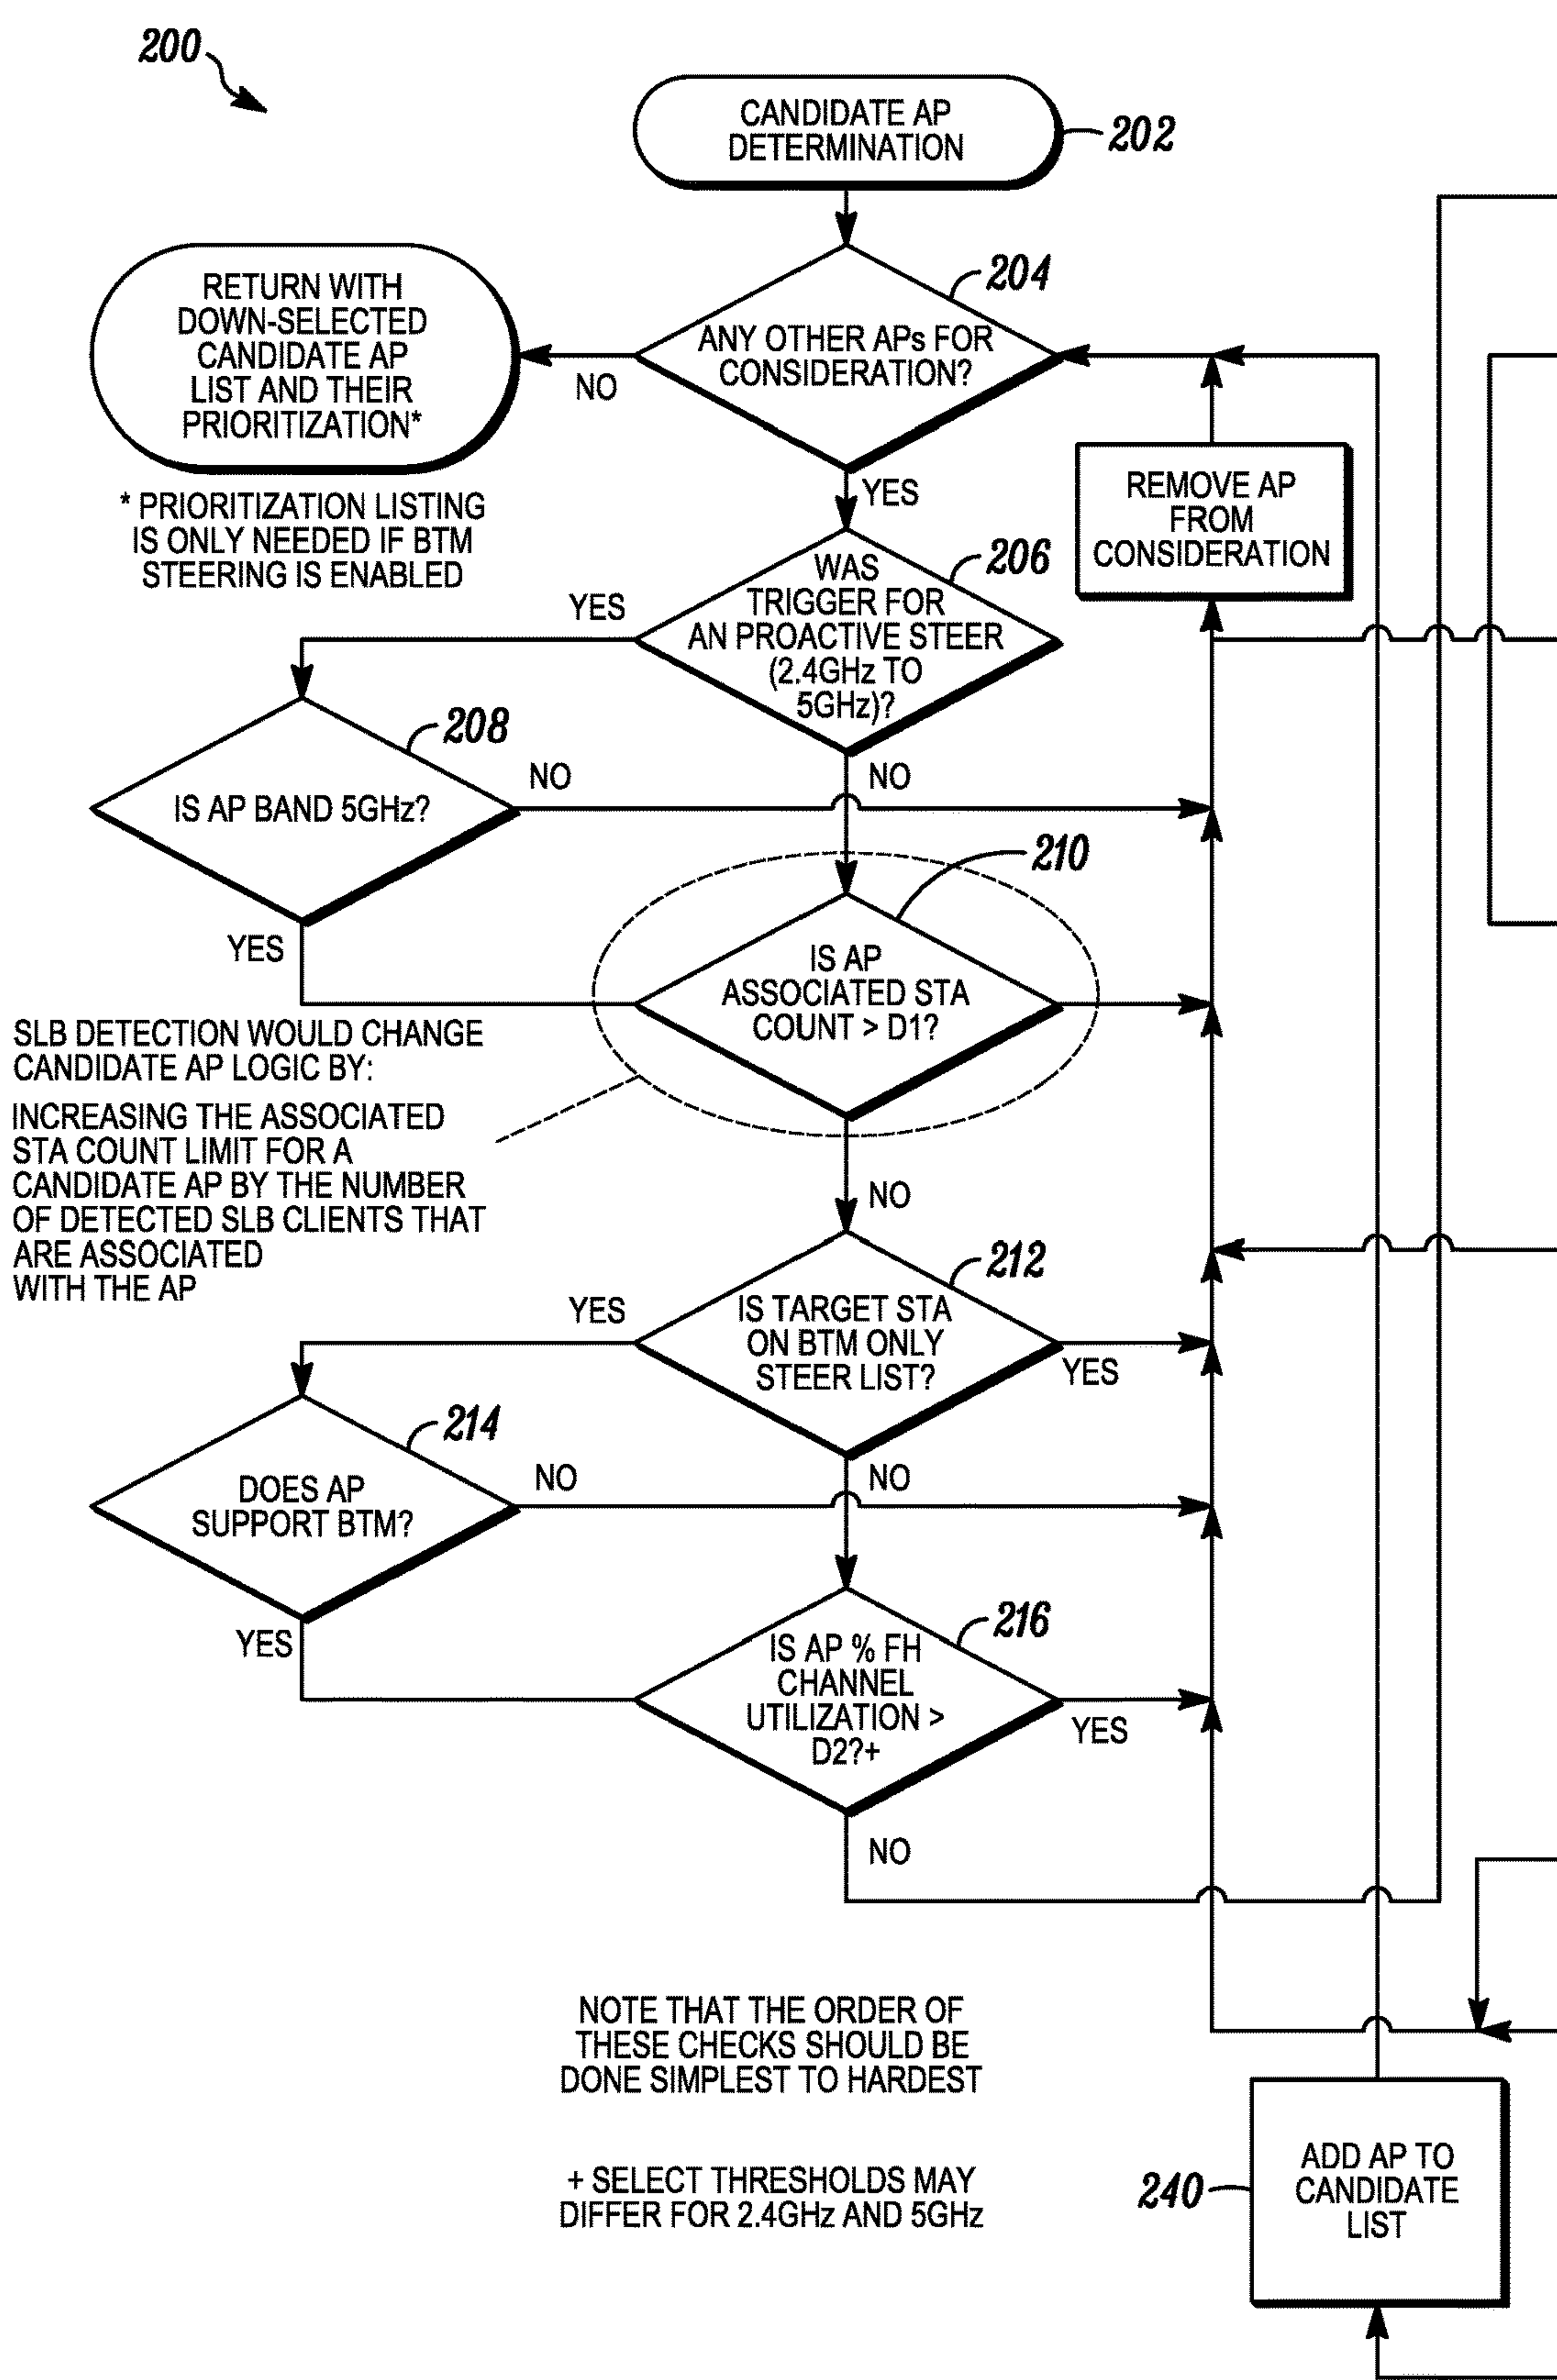 200
CANDIDATE AP
DETERMINATION
202
204
ANY OTHER APs FOR
CONSIDERATION?
NO
YES
RETURN WITH
DOWN-SELECTED
CANDIDATE AP
LIST AND THEIR
PRIORITIZATION*
* PRIORITIZATION LISTING
IS ONLY NEEDED IF BTM
STEERING IS ENABLED
REMOVE AP
FROM
CONSIDERATION
206
WAS
TRIGGER FOR
AN PROACTIVE STEER
(2.4GHz TO
5GHz)?
YES
NO
208
IS AP BAND 5GHz?
NO
YES
210
IS AP
ASSOCIATED STA
COUNT > D1?
NO
SLB DETECTION WOULD CHANGE
CANDIDATE AP LOGIC BY:
INCREASING THE ASSOCIATED
STA COUNT LIMIT FOR A
CANDIDATE AP BY THE NUMBER
OF DETECTED SLB CLIENTS THAT
ARE ASSOCIATED
WITH THE AP
212
IS TARGET STA
ON BTM ONLY
STEER LIST?
YES
YES
NO
214
DOES AP
SUPPORT BTM?
NO
YES
216
IS AP % FH
CHANNEL
UTILIZATION >
D2?+
YES
NO
NOTE THAT THE ORDER OF
THESE CHECKS SHOULD BE
DONE SIMPLEST TO HARDEST
+ SELECT THRESHOLDS MAY
DIFFER FOR 2.4GHz AND 5GHz
240
ADD AP TO
CANDIDATE
LIST